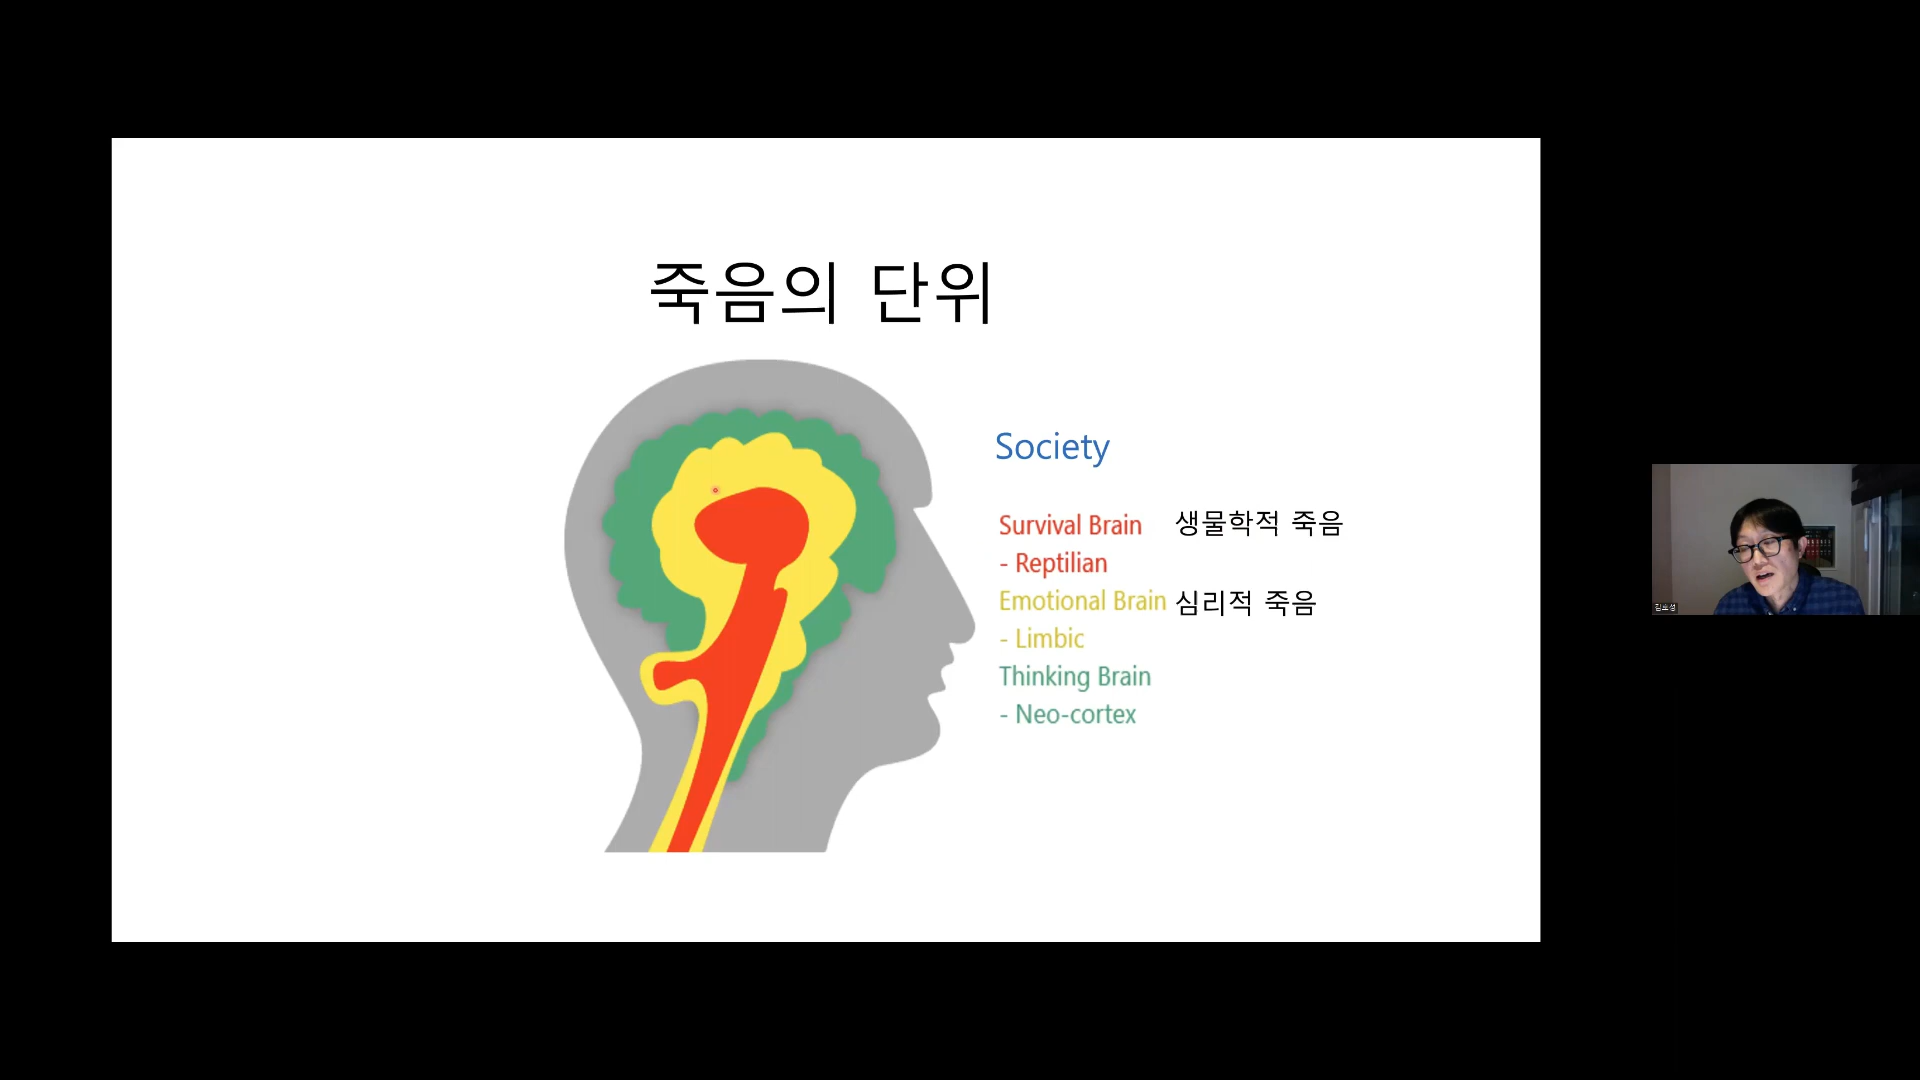 죽음의 단위
Society
Survival Brain 생물학적 죽음
- Reptilian
Emotional Brain 심리적 죽음
- Limbic
Thinking Brain
- Neo-cortex